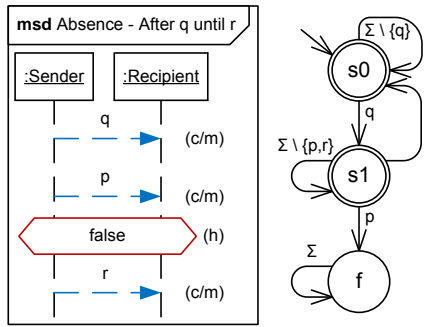 msd Absence - After q until r
:Sender
:Recipient
q
(c/m)
p
(c/m)
false
(h)
r
(c/m)
Σ \ {q}
s0
q
Σ \ {p,r}
s1
p
Σ
f